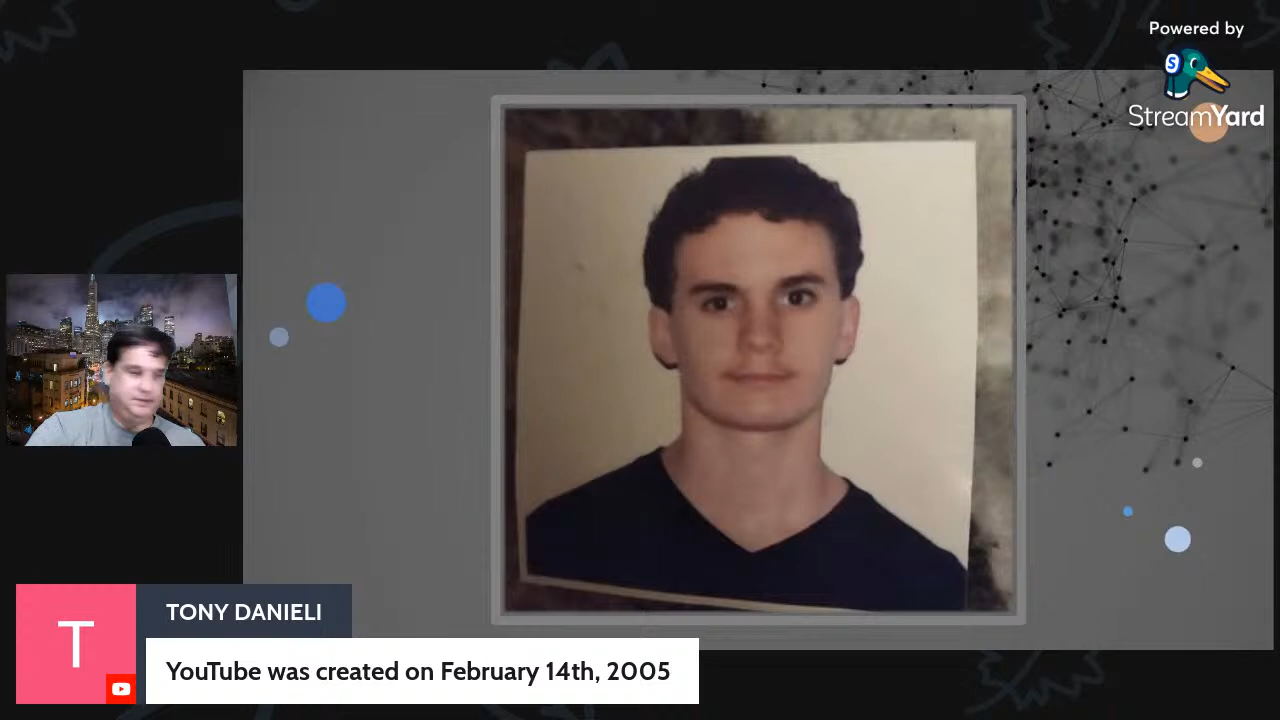 Powered by
StreamYard
TONY DANIELI
T
YouTube was created on February 14th, 2005